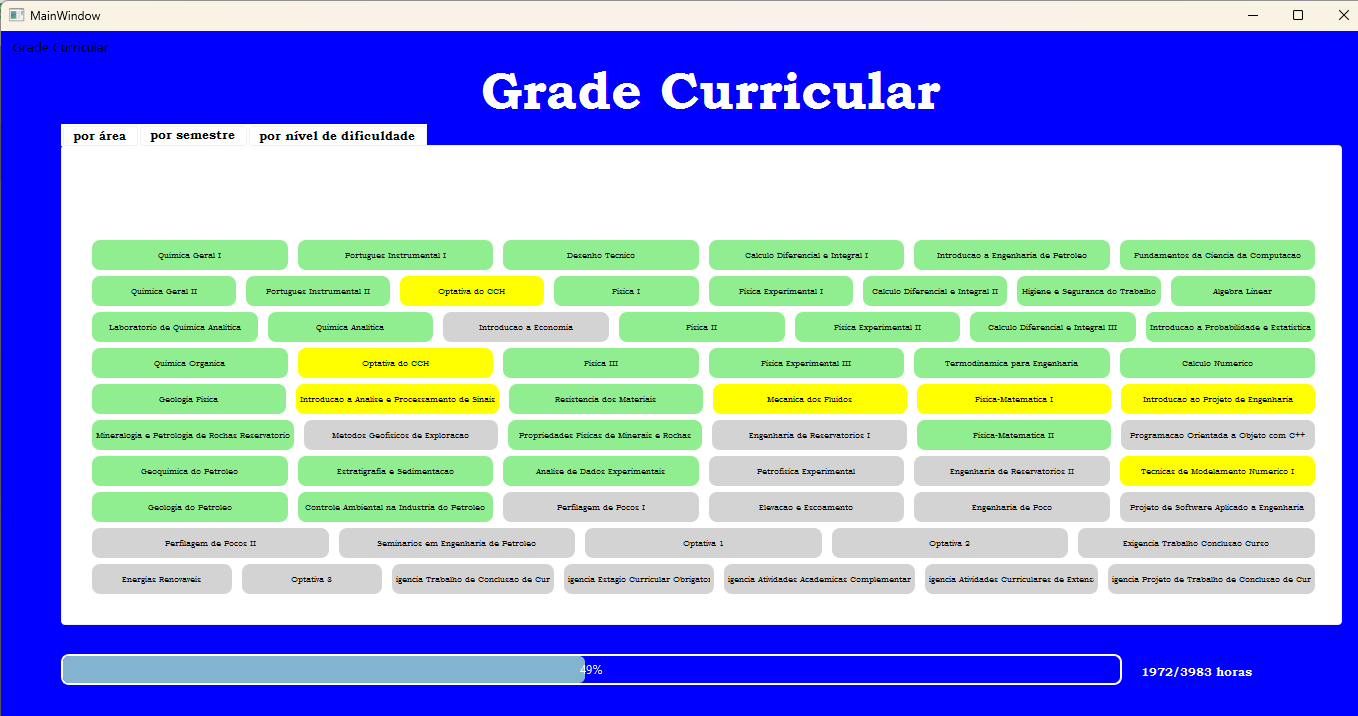 MainWindow
Grade Curricular
Grade Curricular
por área por semestre por nível de dificuldade
Quimica Geral I Portugues Instrumental I Desenho Tecnico Calculo Diferencial e Integral I Introducao a Engenharia de Petroleo Fundamentos da Ciencia da Computacao
Quimica Geral II Portugues Instrumental II Optativa do CCH Fisica I Fisica Experimental I Calculo Diferencial e Integral II Higiene e Seguranca do Trabalho Algebra Linear
Laboratorio de Quimica Analitica Quimica Analitica Introducao a Economia Fisica II Fisica Experimental II Calculo Diferencial e Integral III Introducao a Probabilidade e Estatistica
Quimica Organica Optativa do CCH Fisica III Fisica Experimental III Termodinamica para Engenharia Calculo Numerico
Geologia Fisica Introducao a Analise e Processamento de Sinais Resistencia dos Materiais Mecanica dos Fluidos Fisica-Matematica I Introducao ao Projeto de Engenharia
Mineralogia e Petrologia de Rochas Reservatorio Metodos Geofisicos de Exploracao Propriedades Fisicas de Minerais e Rochas Engenharia de Reservatorios I Fisica-Matematica II Programacao Orientada a Objeto com C++
Geoquimica do Petroleo Estratigrafia e Sedimentacao Analise de Dados Experimentais Petrofisica Experimental Engenharia de Reservatorios II Tecnicas de Modelamento Numerico I
Geologia do Petroleo Controle Ambiental na Industria do Petroleo Perfilagem de Pocos I Elevacao e Escoamento Engenharia de Poco Projeto de Software Aplicado a Engenharia
Perfilagem de Pocos II Seminarios em Engenharia de Petroleo Optativa 1 Optativa 2 Exigencia Trabalho Conclusao Curso
Energias Renovaveis Optativa 3 igencia Trabalho de Conclusao de Cur igencia Estagio Curricular Obrigator igencia Atividades Academicas Complementar igencia Atividades Curriculares de Extens igencia Projeto de Trabalho de Conclusao de Cur
49% 1972/3983 horas